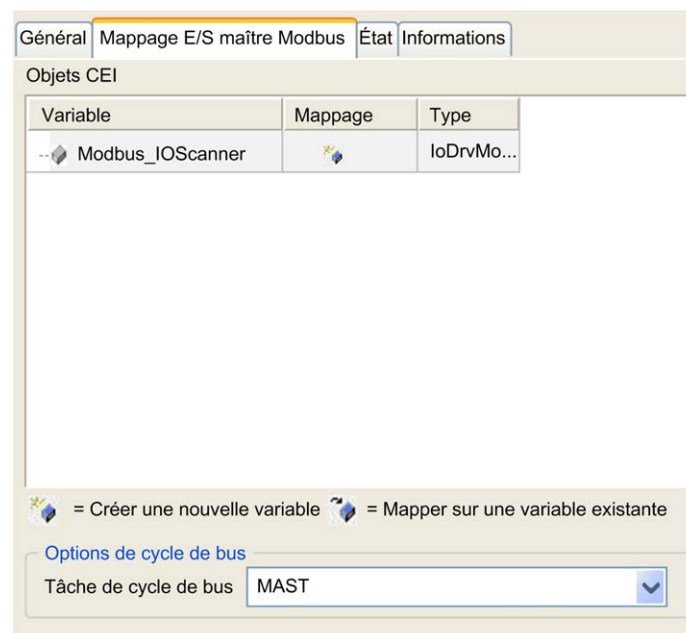 Général Mappage E/S maître Modbus État Informations
Objets CEI
Variable Mappage Type
Modbus_IOScanner IoDrvMo...
= Créer une nouvelle variable = Mapper sur une variable existante
Options de cycle de bus
Tâche de cycle de bus MAST